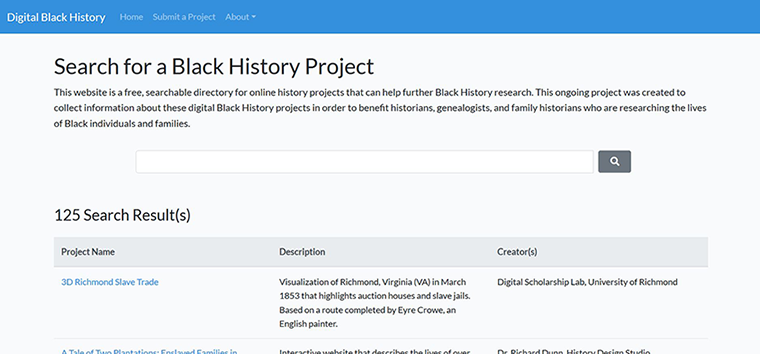 Digital Black History Home Submit a Project About
Search for a Black History Project
This website is a free, searchable directory for online history projects that can help further Black History research. This ongoing project was created to
collect information about these digital Black History projects in order to benefit historians, genealogists, and family historians who are researching the lives
of Black individuals and families.
125 Search Result(s)
Project Name Description Creator(s)
3D Richmond Slave Trade Visualization of Richmond, Virginia (VA) in March Digital Scholarship Lab, University of Richmond
1853 that highlights auction houses and slave jails.
Based on a route completed by Eyre Crowe, an
English painter.
A Tale of Two Plantations: Enslaved Families in Interactive website that describes the lives of over Dr. Richard Dunn, History Design Studio